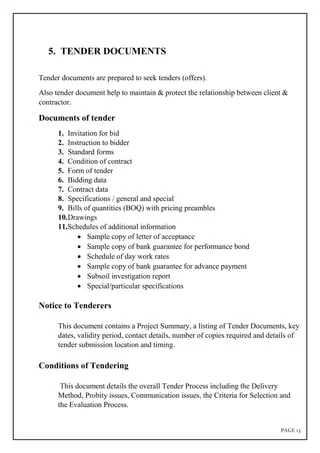 5. TENDER DOCUMENTS
Tender documents are prepared to seek tenders (offers).
Also tender document help to maintain & protect the relationship between client &
contractor.
Documents of tender
1. Invitation for bid
2. Instruction to bidder
3. Standard forms
4. Condition of contract
5. Form of tender
6. Bidding data
7. Contract data
8. Specifications / general and special
9. Bills of quantities (BOQ) with pricing preambles
10.Drawings
11.Schedules of additional information
• Sample copy of letter of acceptance
• Sample copy of bank guarantee for performance bond
• Schedule of day work rates
• Sample copy of bank guarantee for advance payment
• Subsoil investigation report
• Special/particular specifications
Notice to Tenderers
This document contains a Project Summary, a listing of Tender Documents, key
dates, validity period, contact details, number of copies required and details of
tender submission location and timing.
Conditions of Tendering
This document details the overall Tender Process including the Delivery
Method, Probity issues, Communication issues, the Criteria for Selection and
the Evaluation Process.
PAGE 13